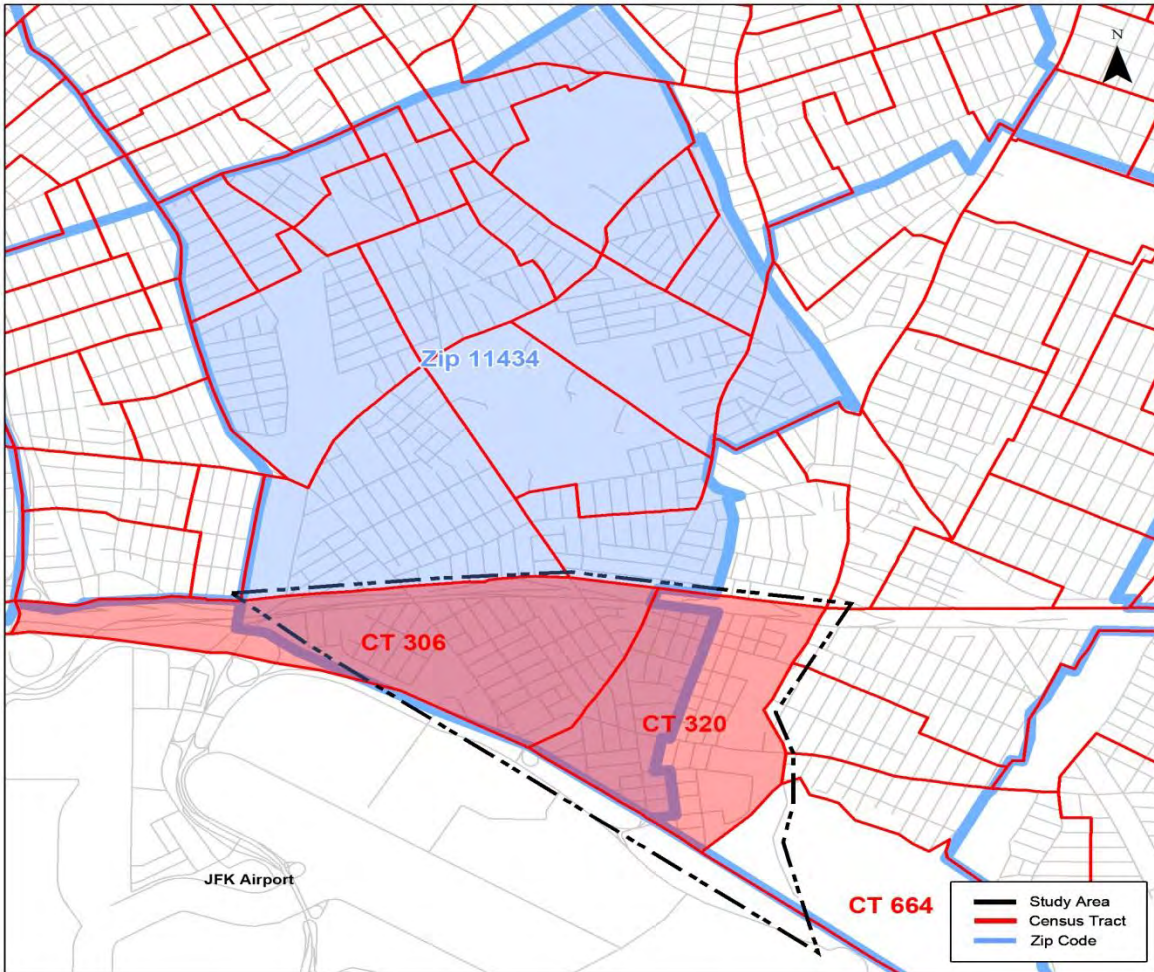 N
Zip 11434
CT 306
CT 320
JFK Airport
CT 664
Study Area
Census Tract
Zip Code